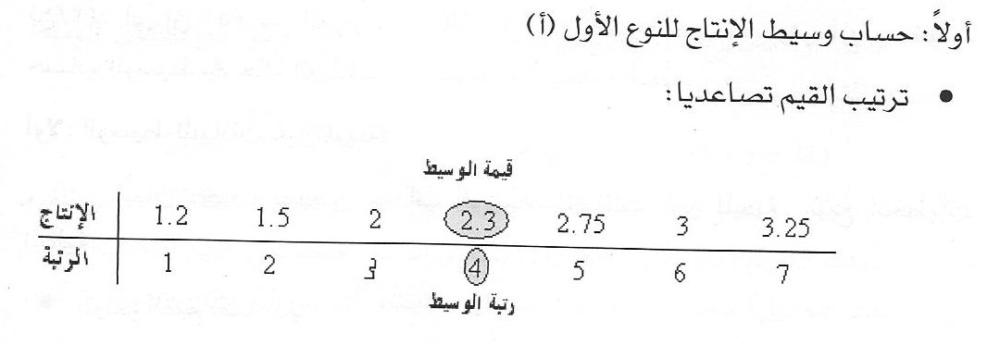 أولاً: حساب وسيط الإنتاج للنوع الأول (أ)
• ترتيب القيم تصاعديا:
قيمة الوسيط
الإنتاج 1.2 1.5 2 2.3 2.75 3 3.25
الرتبة 1 2 3 4 5 6 7
رتبة الوسيط